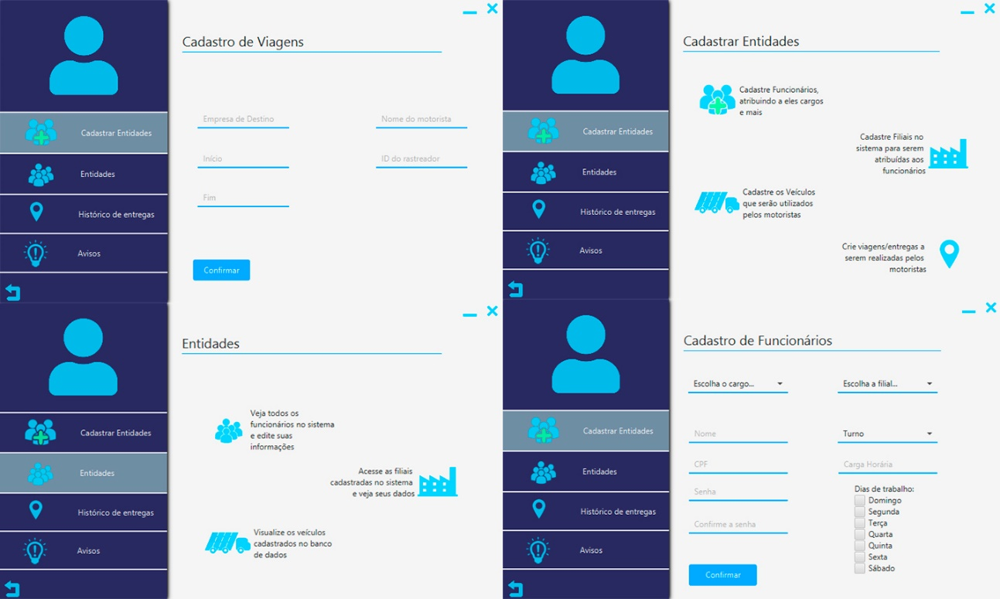 Cadastro de Viagens
Cadastrar Entidades
Entidades
Histórico de entregas
Avisos
Empresa de Destino
Nome do motorista
Início
ID do rastreador
Fim
Confirmar
Cadastrar Entidades
Cadastrar Entidades
Entidades
Histórico de entregas
Avisos
Cadastre Funcionários,
atribuindo a eles cargos
e mais
Cadastre Filiais no
sistema para serem
atribuídas aos
funcionários
Cadastre os Veículos
que serão utilizados
pelos motoristas
Crie viagens/entregas a
serem realizadas pelos
motoristas
Entidades
Cadastrar Entidades
Entidades
Histórico de entregas
Avisos
Veja todos os
funcionários no sistema
e edite suas
informações
Acesse as filiais
cadastradas no sistema
e veja seus dados
Visualize os veículos
cadastrados no banco
de dados
Cadastro de Funcionários
Cadastrar Entidades
Entidades
Histórico de entregas
Avisos
Escolha o cargo...
Escolha a filial...
Nome
Turno
CPF
Carga Horária
Senha
Confirme a senha
Dias de trabalho:
Domingo
Segunda
Terça
Quarta
Quinta
Sexta
Sábado
Confirmar